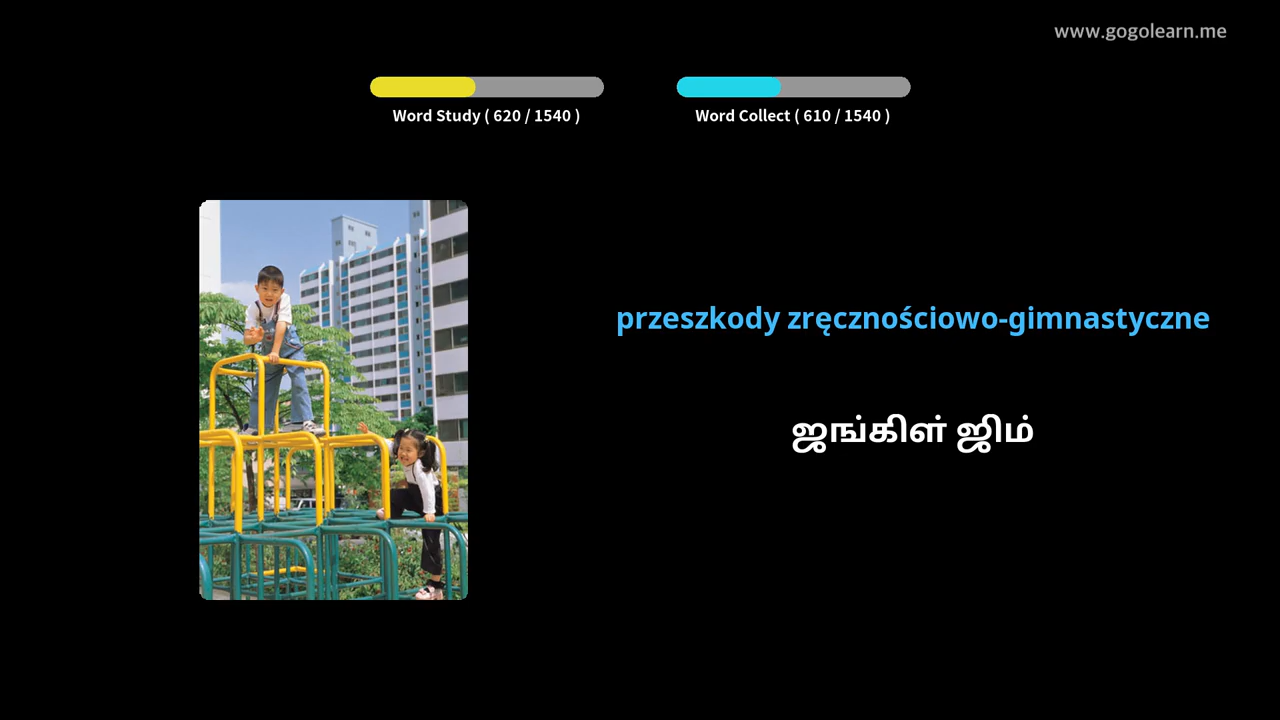 www.gogolearn.me
Word Study ( 620 / 1540 )
Word Collect ( 610 / 1540 )
przeszkody zręcznościowo-gimnastyczne
ஜங்கிள் ஜிம்